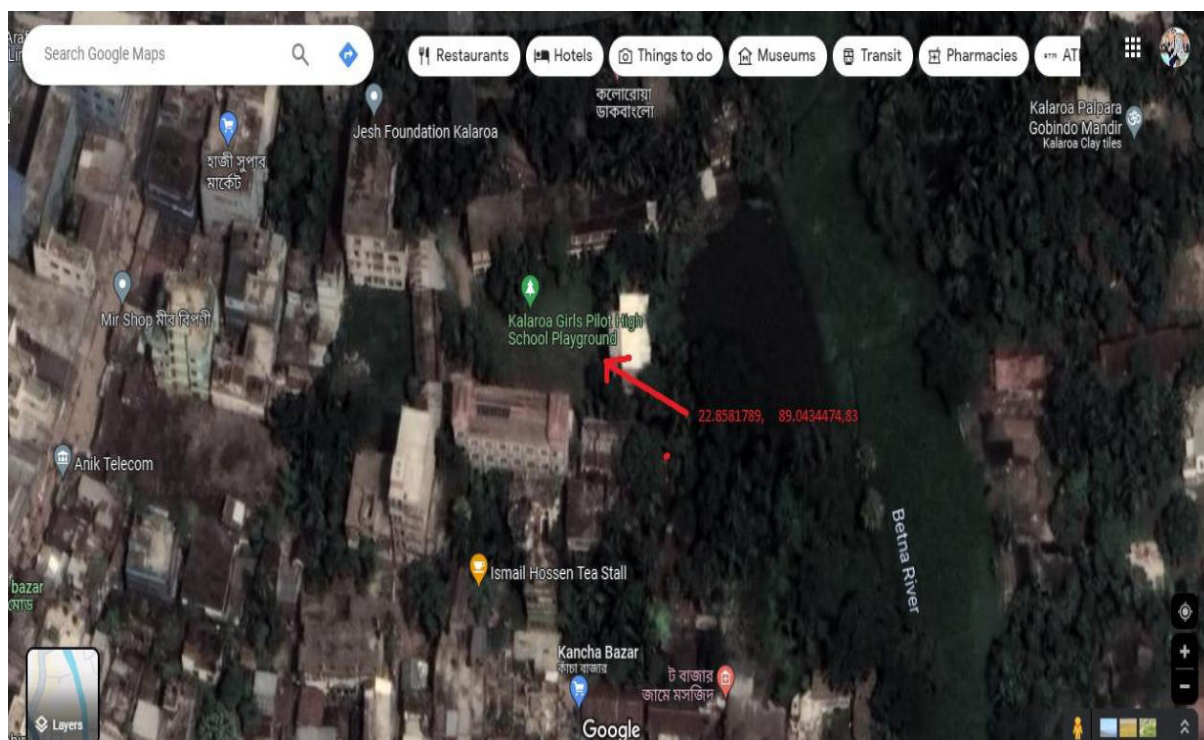 Search Google Maps
Restaurants
Hotels
Things to do
Museums
Transit
Pharmacies
কলোরোয়া
ডাকবাংলো
Jesh Foundation Kalaroa
Kalaroa Palpara
Gobindo Mandir
Kalaroa Clay tiles
হাজী সুপার
মার্কেট
Mir Shop মীর বিপণী
Kalaroa Girls Pilot High
School Playground
22.8581789, 89.0434474,83
Anik Telecom
Betna River
Ismail Hossen Tea Stall
bazar
মোড
Kancha Bazar
কাঁচা বাজার
ট বাজার
জামে মসজিদ
Layers
Google